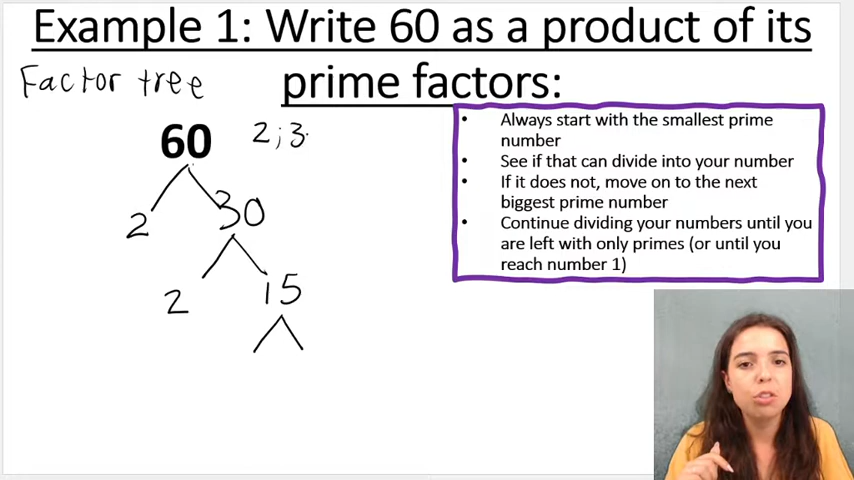 Example 1: Write 60 as a product of its
prime factors:
Factor tree
60
2 ; 3
2
30
2
15
• Always start with the smallest prime
number
• See if that can divide into your number
• If it does not, move on to the next
biggest prime number
• Continue dividing your numbers until you
are left with only primes (or until you
reach number 1)